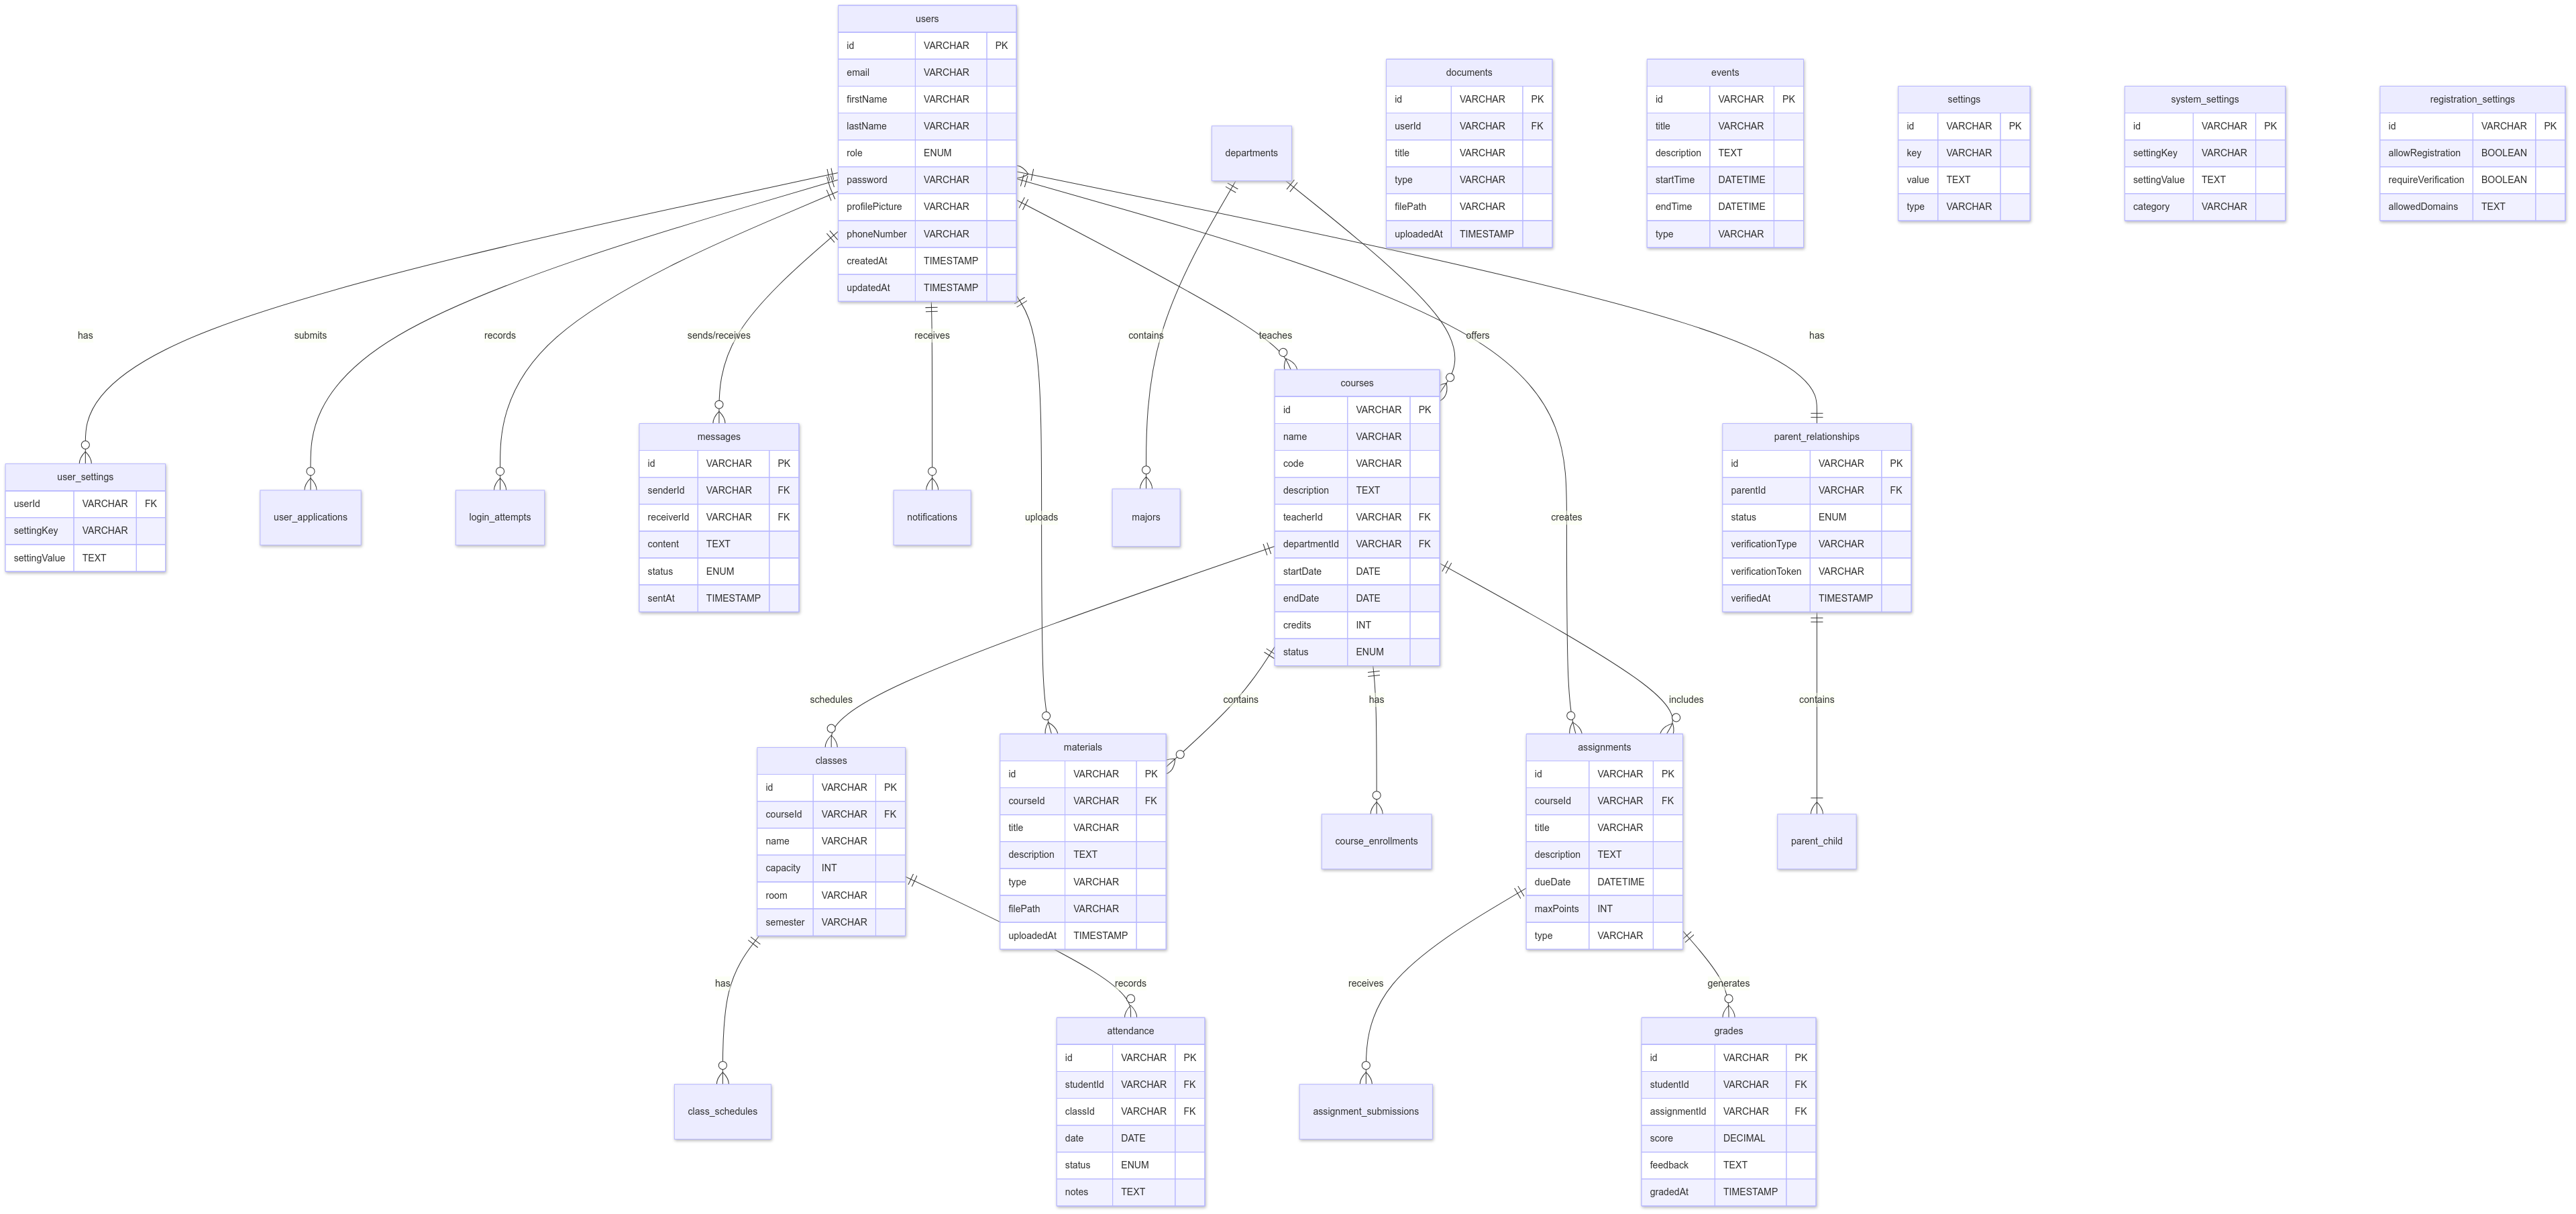 users
id VARCHAR PK
email VARCHAR
firstName VARCHAR
lastName VARCHAR
role ENUM
password VARCHAR
profilePicture VARCHAR
phoneNumber VARCHAR
createdAt TIMESTAMP
updatedAt TIMESTAMP
departments
documents
id VARCHAR PK
userId VARCHAR FK
title VARCHAR
type VARCHAR
filePath VARCHAR
uploadedAt TIMESTAMP
events
id VARCHAR PK
title VARCHAR
description TEXT
startTime DATETIME
endTime DATETIME
type VARCHAR
settings
id VARCHAR PK
key VARCHAR
value TEXT
type VARCHAR
system_settings
id VARCHAR PK
settingKey VARCHAR
settingValue TEXT
category VARCHAR
registration_settings
id VARCHAR PK
allowRegistration BOOLEAN
requireVerification BOOLEAN
allowedDomains TEXT
has
submits
records
sends/receives
receives
contains
teaches
offers
has
user_settings
userId VARCHAR FK
settingKey VARCHAR
settingValue TEXT
user_applications
login_attempts
messages
id VARCHAR PK
senderId VARCHAR FK
receiverId VARCHAR FK
content TEXT
status ENUM
sentAt TIMESTAMP
notifications
uploads
majors
courses
id VARCHAR PK
name VARCHAR
code VARCHAR
description TEXT
teacherId VARCHAR FK
departmentId VARCHAR FK
startDate DATE
endDate DATE
credits INT
status ENUM
creates
parent_relationships
id VARCHAR PK
parentId VARCHAR FK
status ENUM
verificationType VARCHAR
verificationToken VARCHAR
verifiedAt TIMESTAMP
schedules
contains
has
includes
contains
classes
id VARCHAR PK
courseId VARCHAR FK
name VARCHAR
capacity INT
room VARCHAR
semester VARCHAR
materials
id VARCHAR PK
courseId VARCHAR FK
title VARCHAR
description TEXT
type VARCHAR
filePath VARCHAR
uploadedAt TIMESTAMP
course_enrollments
assignments
id VARCHAR PK
courseId VARCHAR FK
title VARCHAR
description TEXT
dueDate DATETIME
maxPoints INT
type VARCHAR
parent_child
has
records
receives
generates
class_schedules
attendance
id VARCHAR PK
studentId VARCHAR FK
classId VARCHAR FK
date DATE
status ENUM
notes TEXT
assignment_submissions
grades
id VARCHAR PK
studentId VARCHAR FK
assignmentId VARCHAR FK
score DECIMAL
feedback TEXT
gradedAt TIMESTAMP